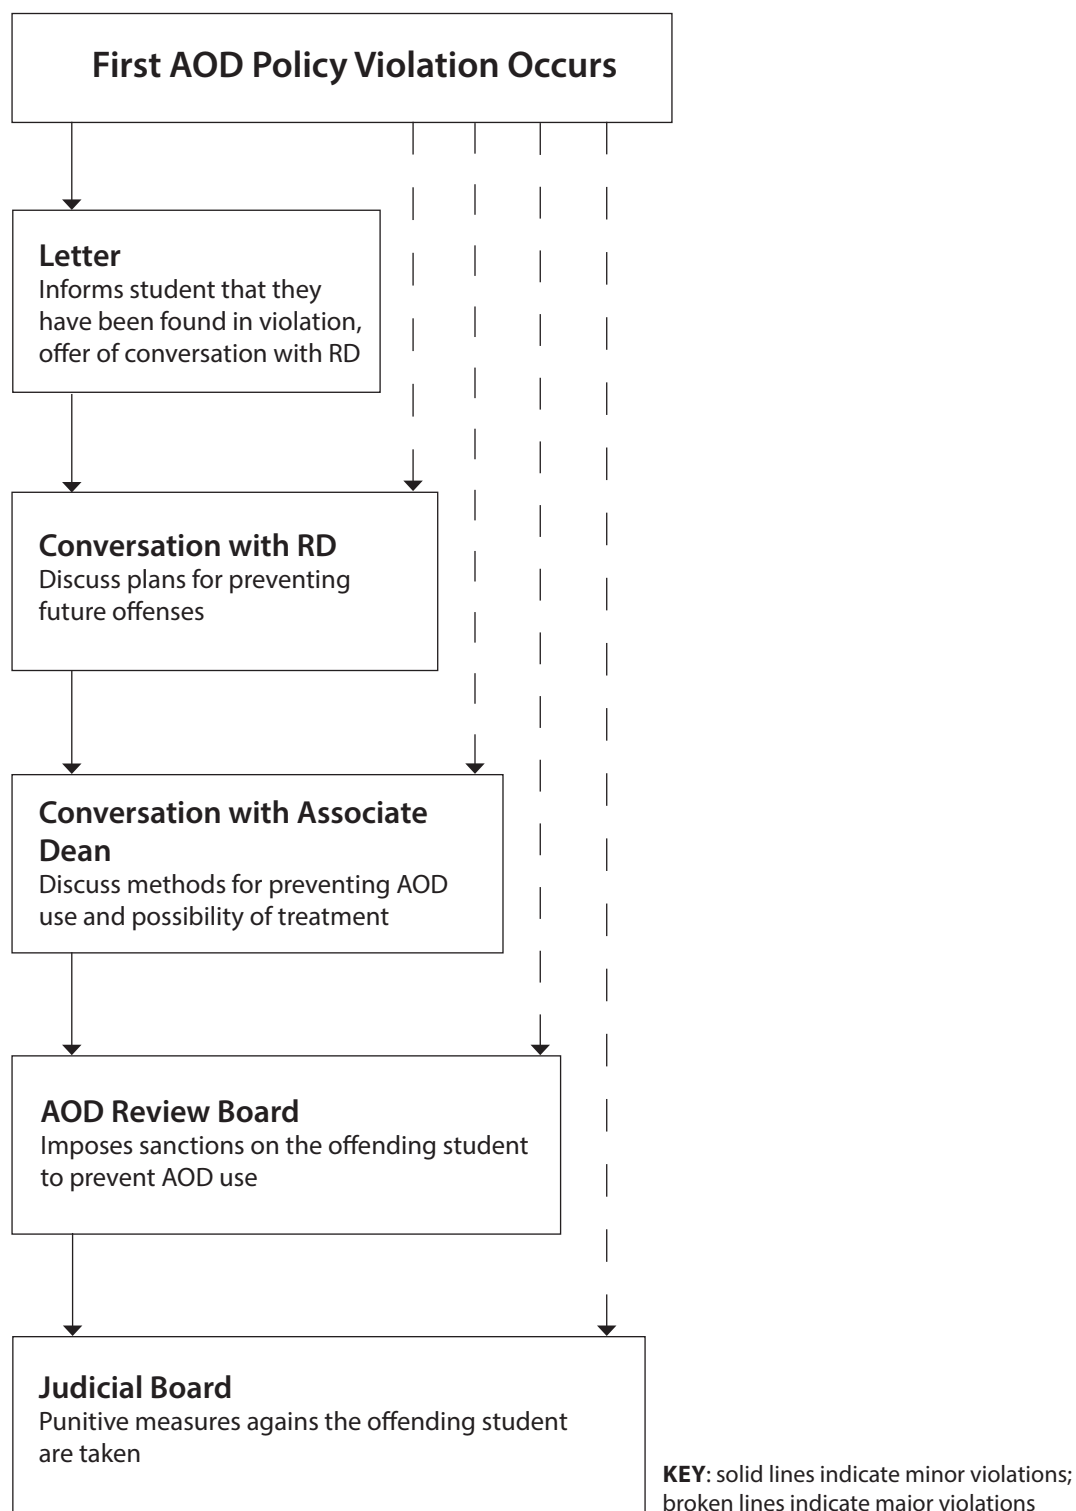 First AOD Policy Violation Occurs
Letter
Informs student that they
have been found in violation,
offer of conversation with RD
Conversation with RD
Discuss plans for preventing
future offenses
Conversation with Associate
Dean
Discuss methods for preventing AOD
use and possibility of treatment
AOD Review Board
Imposes sanctions on the offending student
to prevent AOD use
Judicial Board
Punitive measures agains the offending student
are taken
KEY: solid lines indicate minor violations;
broken lines indicate major violations